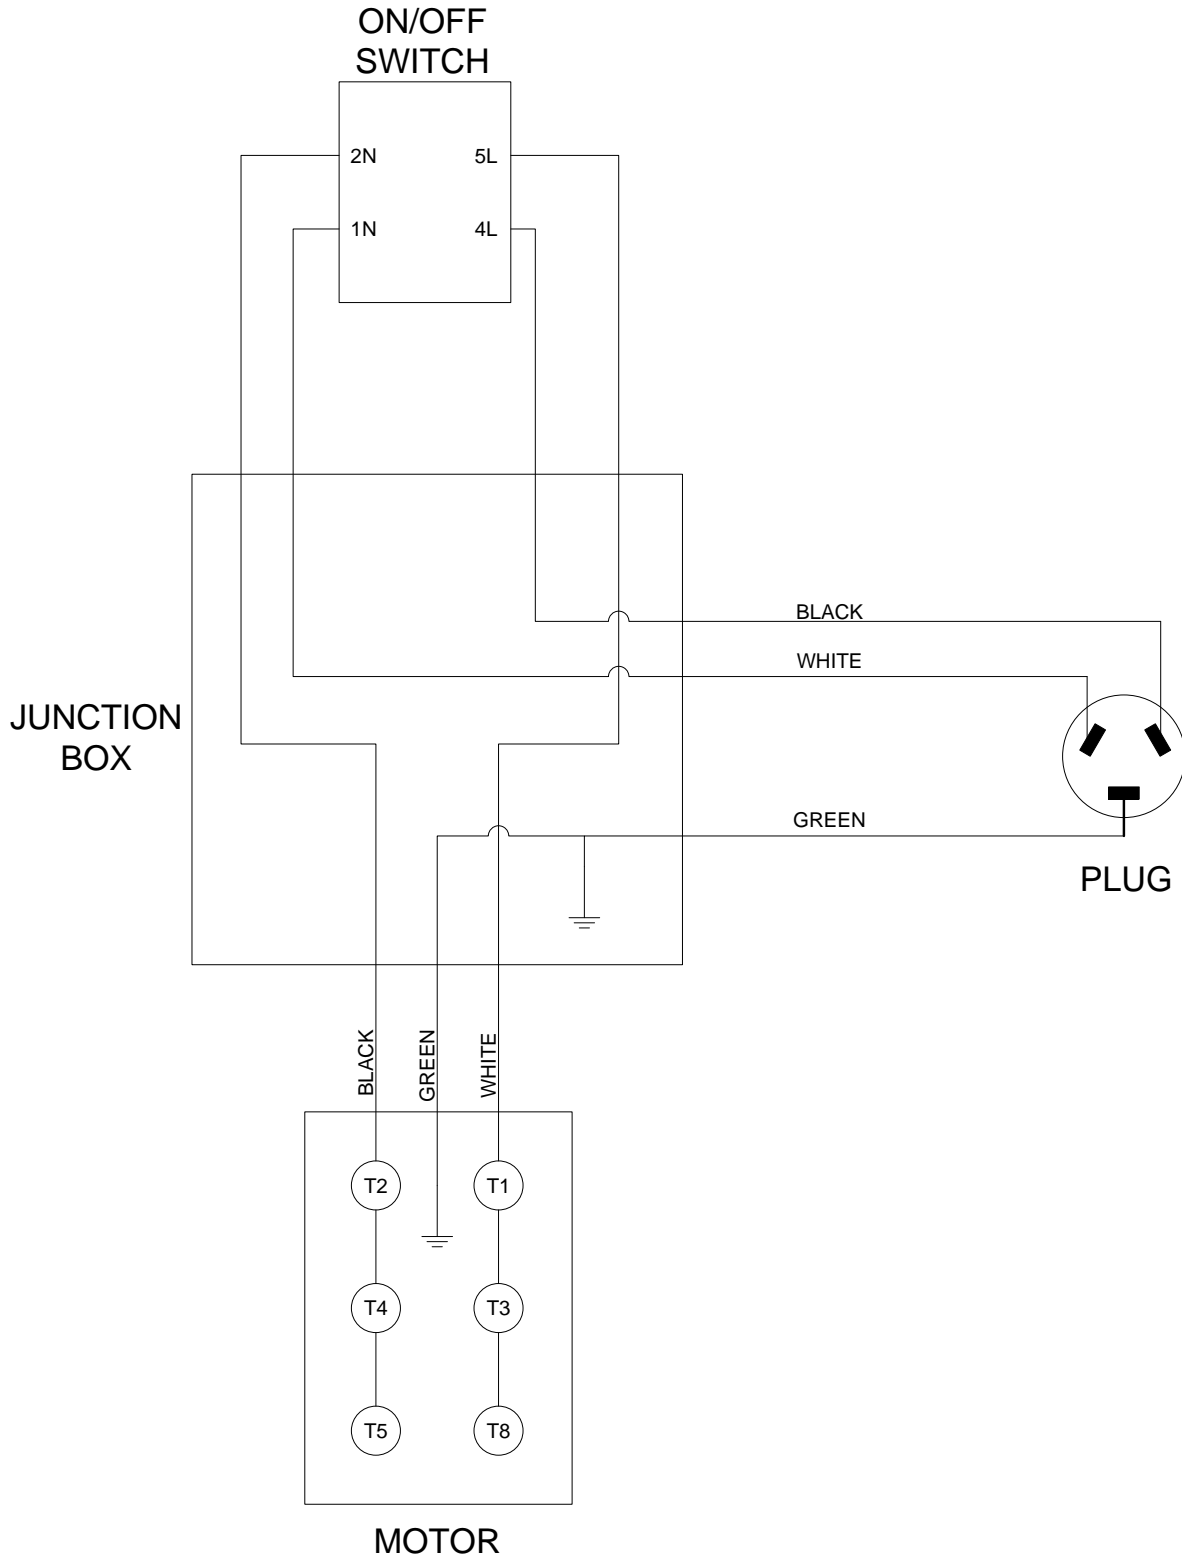 ON/OFF
SWITCH
2N 5L
1N 4L
BLACK
WHITE
JUNCTION
BOX
GREEN
PLUG
BLACK
GREEN
WHITE
T2 T1
T4 T3
T5 T8
MOTOR